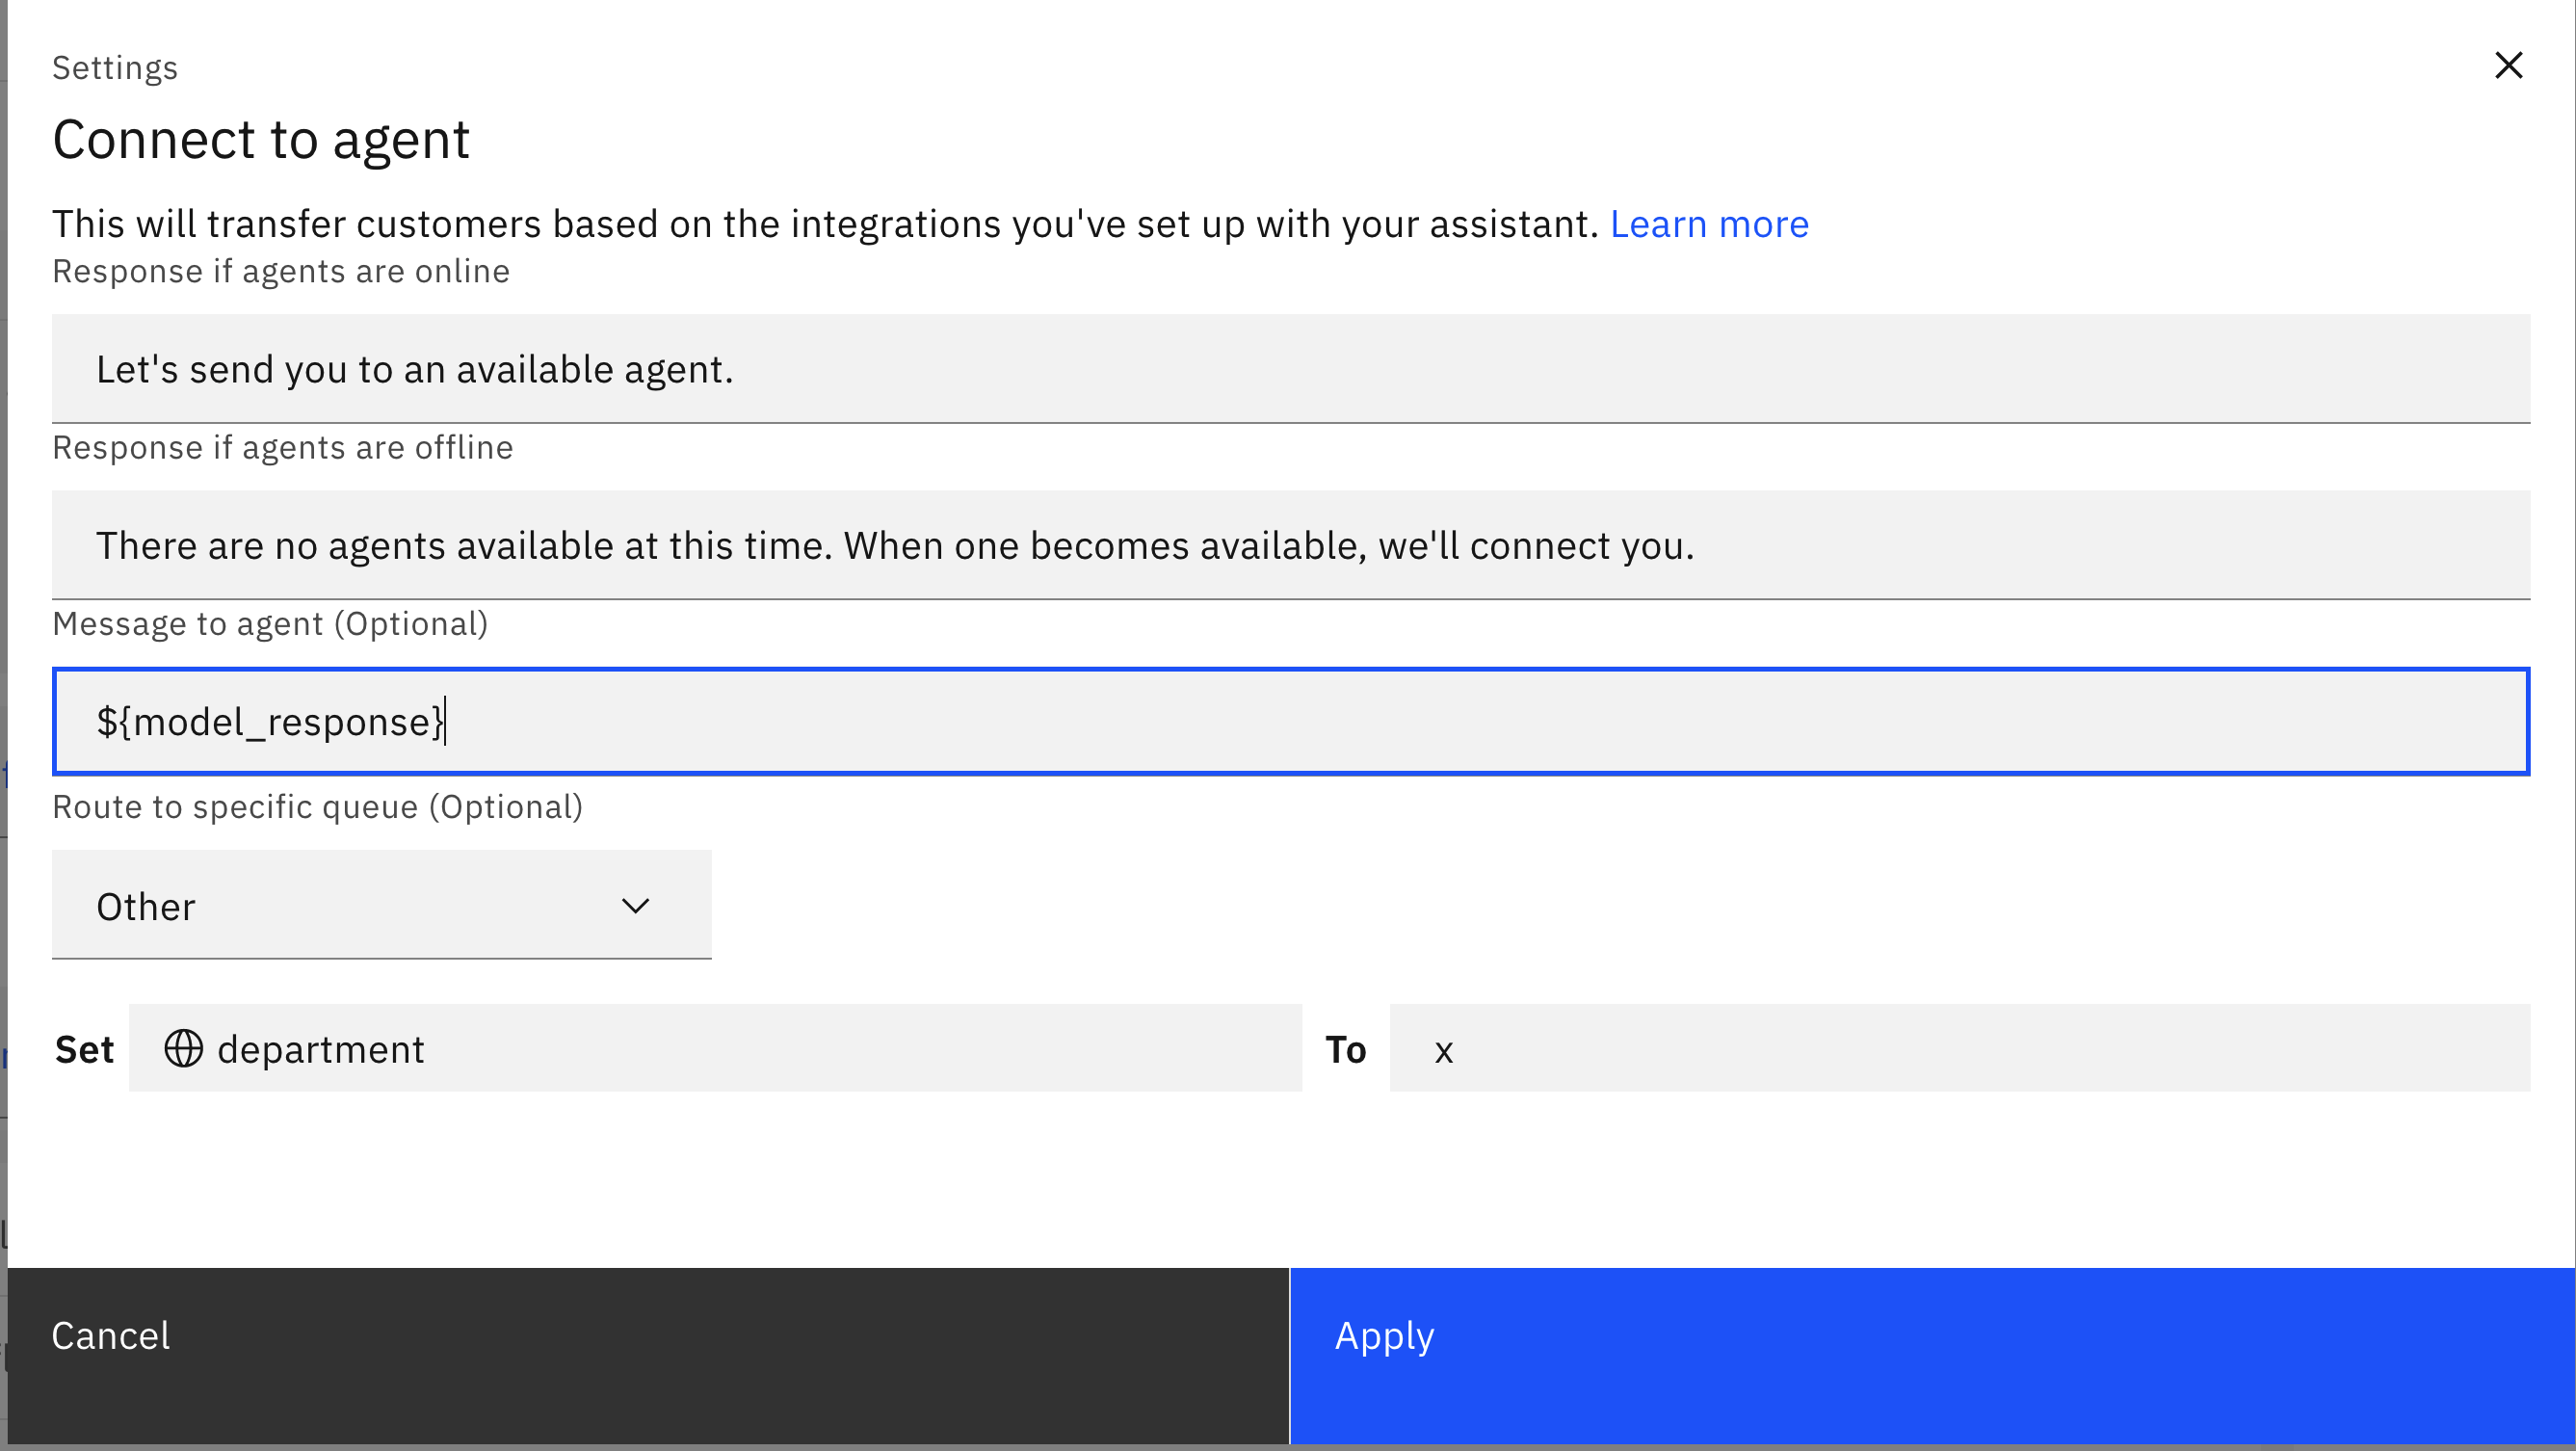 Settings
Connect to agent
This will transfer customers based on the integrations you've set up with your assistant. Learn more
Response if agents are online
Let's send you to an available agent.
Response if agents are offline
There are no agents available at this time. When one becomes available, we'll connect you.
Message to agent (Optional)
${model_response}
Route to specific queue (Optional)
Other
Set department To x
Cancel Apply